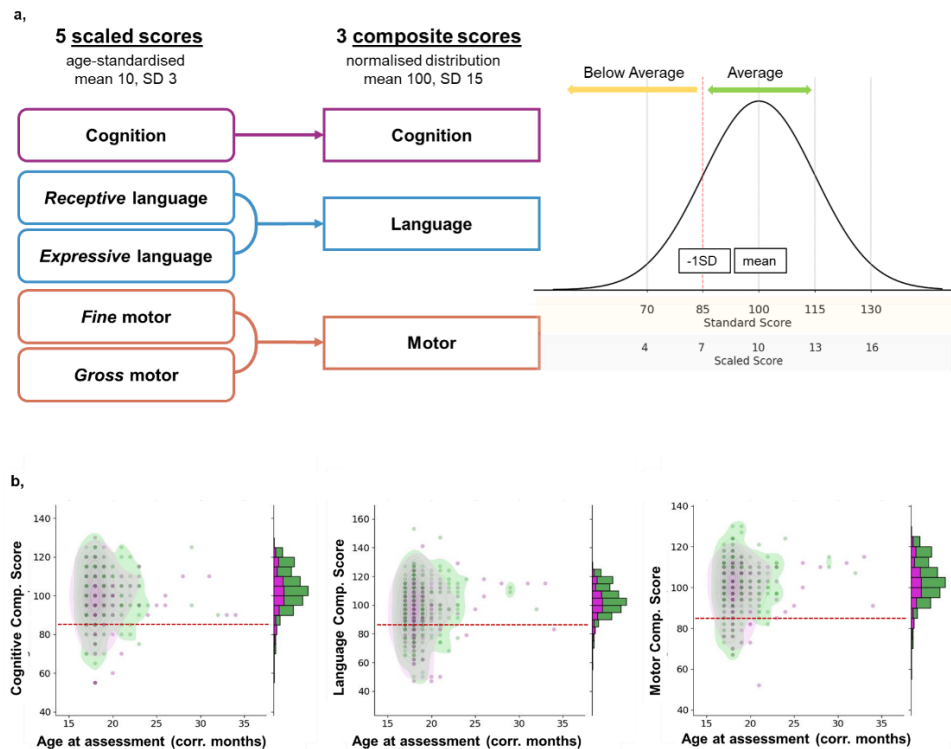 a,
5 scaled scores
age-standardised
mean 10, SD 3
3 composite scores
normalised distribution
mean 100, SD 15
Cognition
Cognition
Receptive language
Expressive language
Language
Fine motor
Gross motor
Motor
Below Average
Average
-1SD
mean
70 85 100 115 130
Standard Score
4 7 10 13 16
Scaled Score
b,
Cognitive Comp. Score
140
120
100
80
60
40
15 20 25 30 35
Age at assessment (corr. months)
Language Comp. Score
160
140
120
100
80
60
40
15 20 25 30 35
Age at assessment (corr. months)
Motor Comp. Score
140
120
100
80
60
15 20 25 30 35
Age at assessment (corr. months)